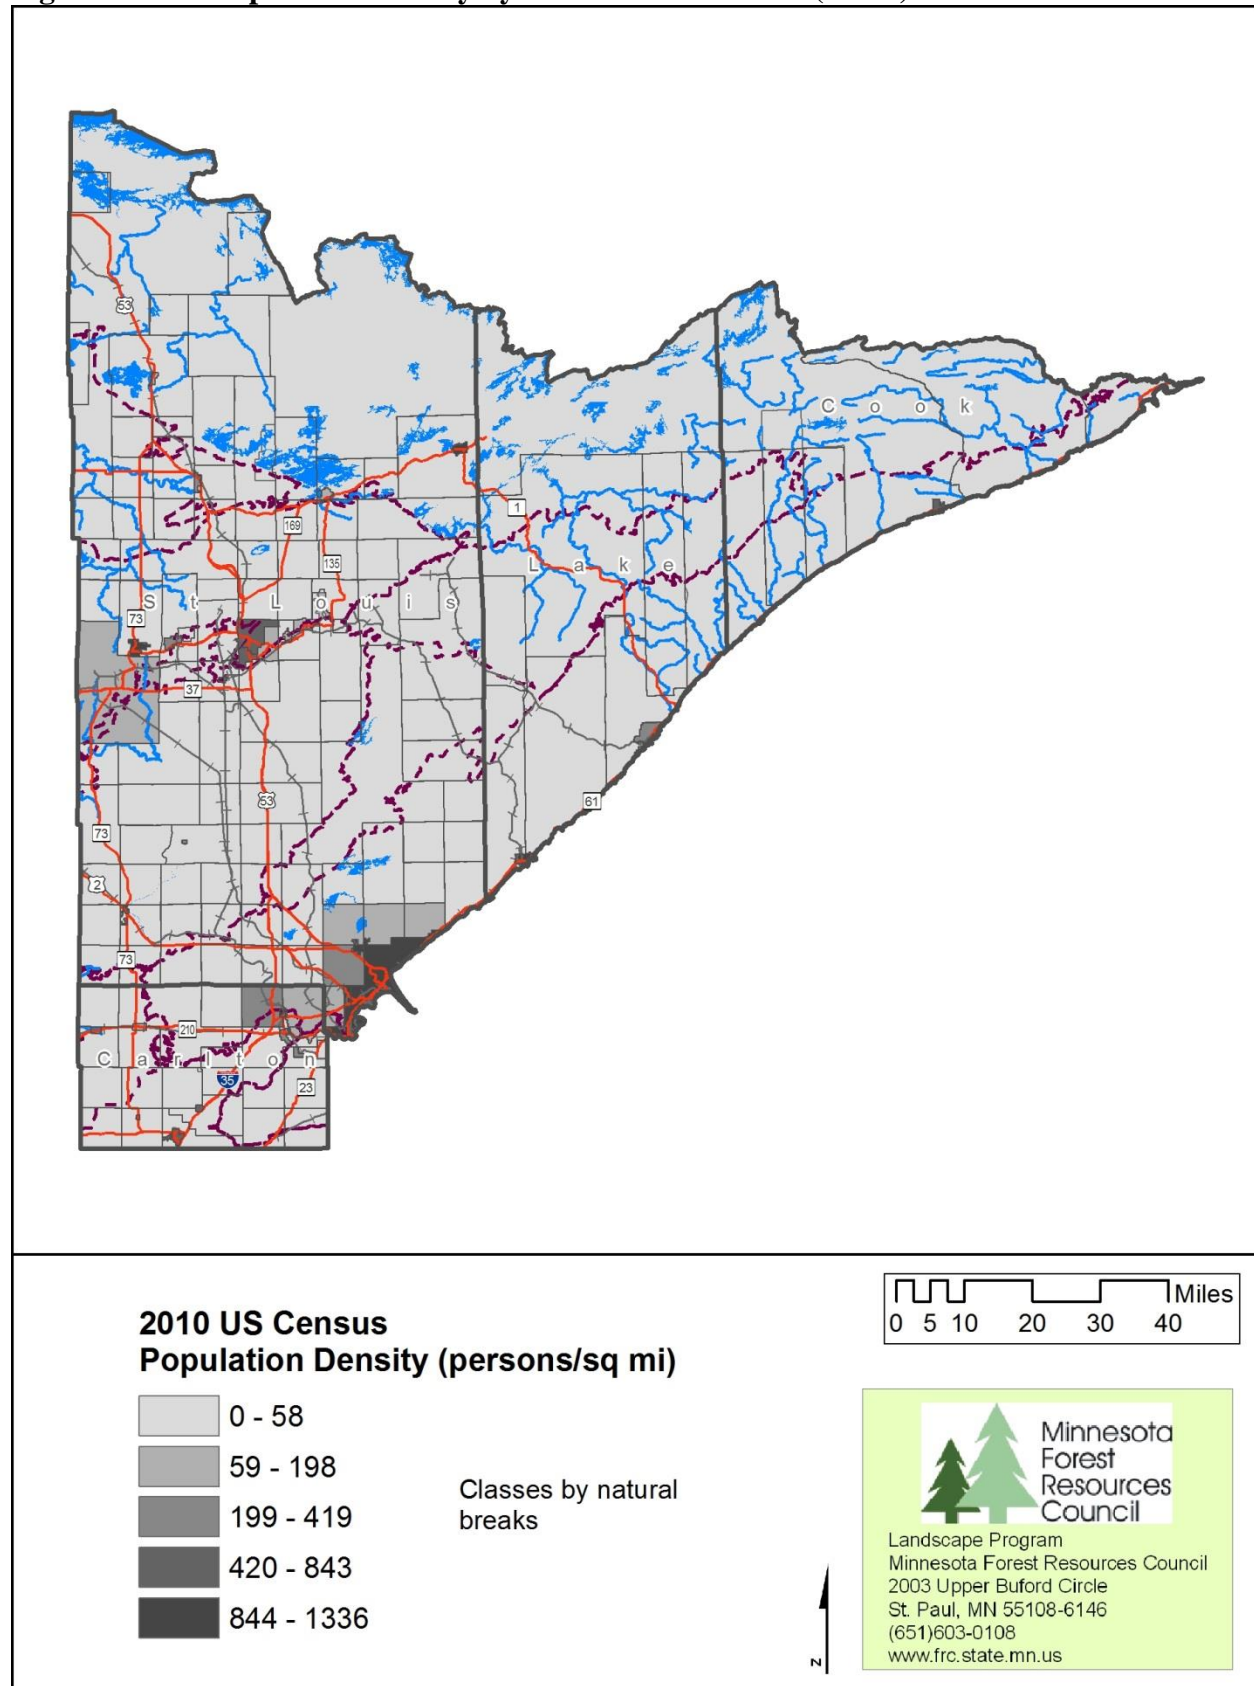 53
Cook
1
169
135
Lake
St Louis
73
37
53
61
73
2
73
210
Carlton
35
23
2010 US Census
Population Density (persons/sq mi)
0 - 58
59 - 198
199 - 419
420 - 843
844 - 1336
Classes by natural
breaks
Miles
0 5 10 20 30 40
N
Minnesota
Forest
Resources
Council
Landscape Program
Minnesota Forest Resources Council
2003 Upper Buford Circle
St. Paul, MN 55108-6146
(651)603-0108
www.frc.state.mn.us